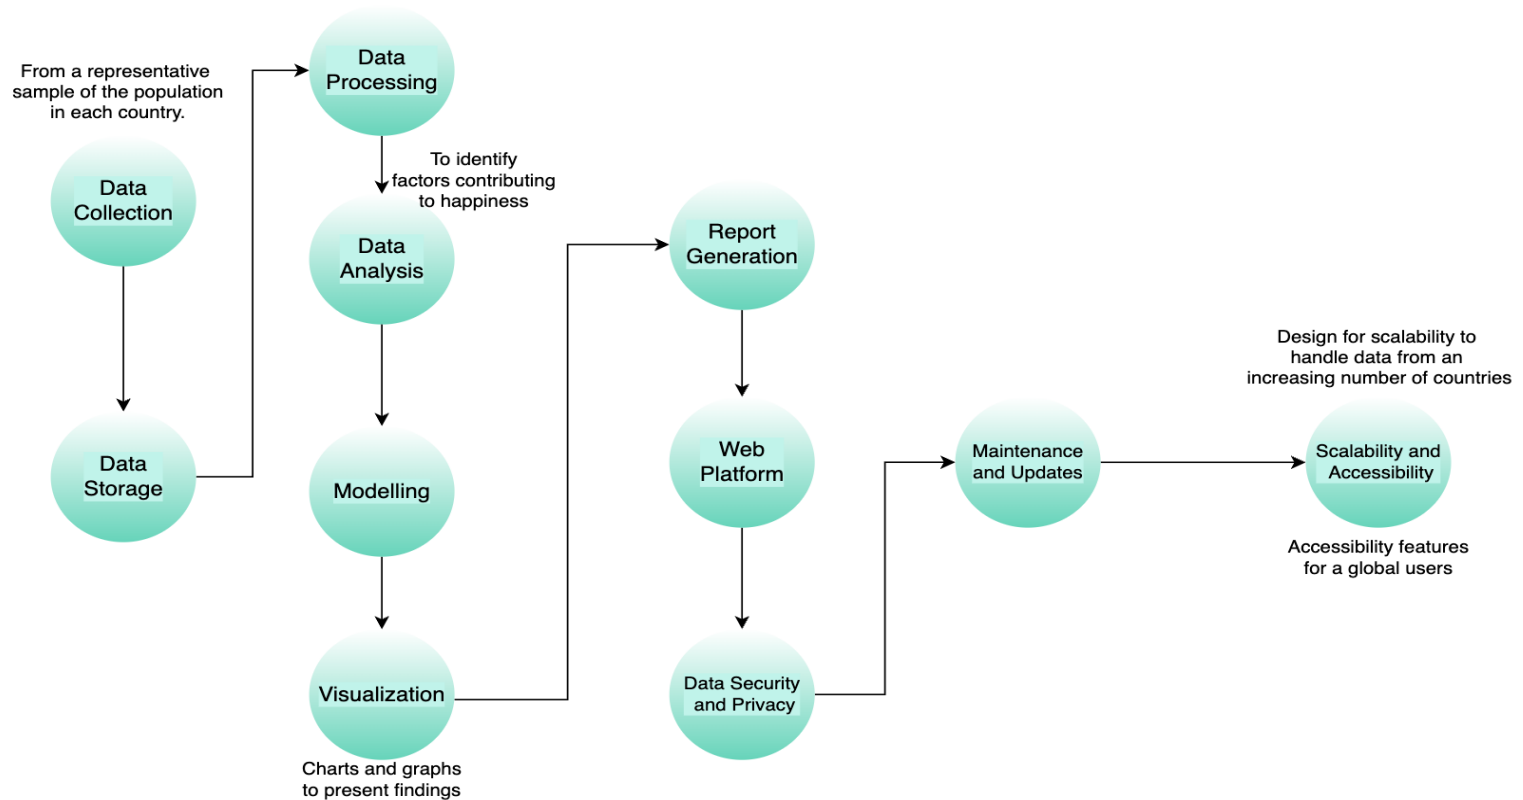 From a representative
sample of the population
in each country.
Data
Collection
Data
Storage
Data
Processing
To identify
factors contributing
to happiness
Data
Analysis
Modelling
Visualization
Charts and graphs
to present findings
Report
Generation
Web
Platform
Data Security
and Privacy
Maintenance
and Updates
Design for scalability to
handle data from an
increasing number of countries
Scalability and
Accessibility
Accessibility features
for a global users